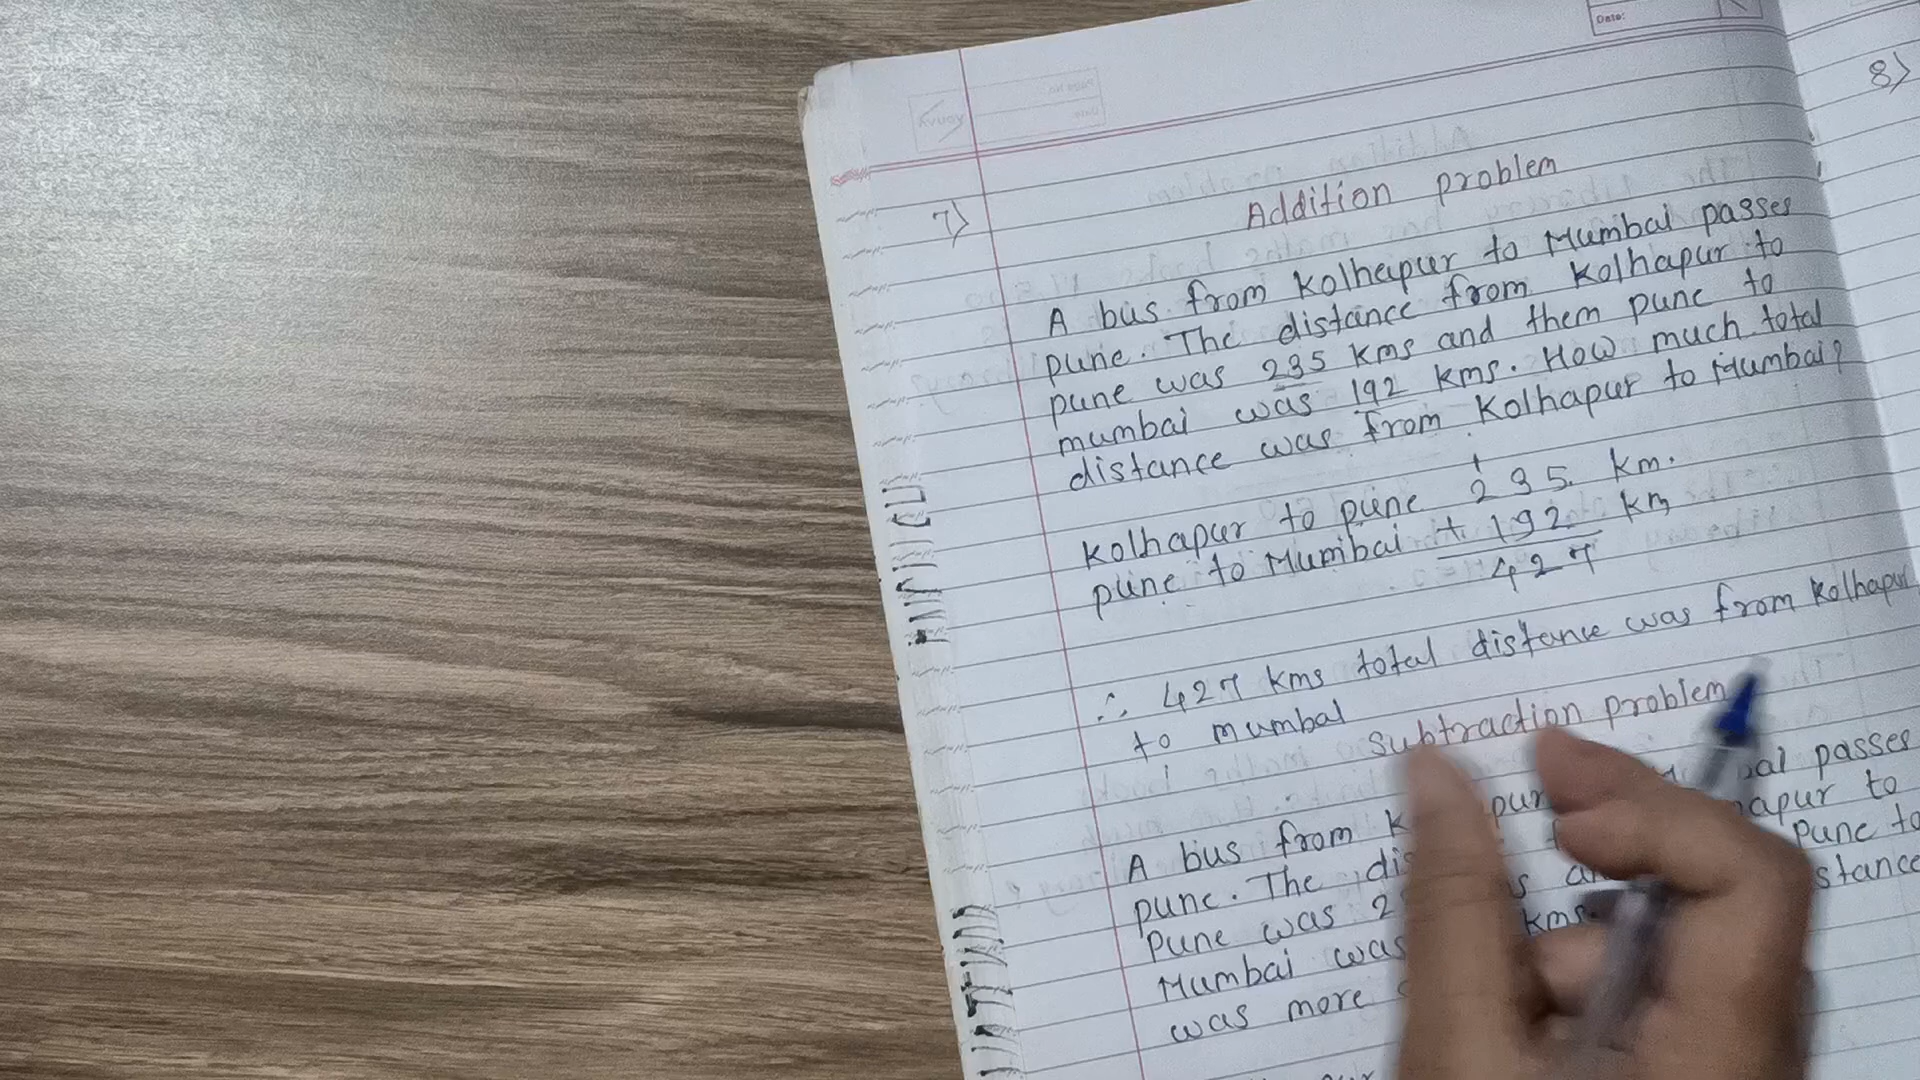 Date:
8>
7>
Addition problem
A bus from Kolhapur to Mumbai passes
pune. The distance from Kolhapur to
pune was 235 kms and them pune to
mumbai was 192 kms. How much total
distance was from Kolhapur to Mumbai?
1
Kolhapur to pune 235 km.
pune to Mumbai + 192 km
427
∴ 427 kms total distance was from Kolhapur
to mumbai
Subtraction problem
A bus from passes
pune. The to
Pune was 2 Pune to
Mumbai was kms. stance
was more